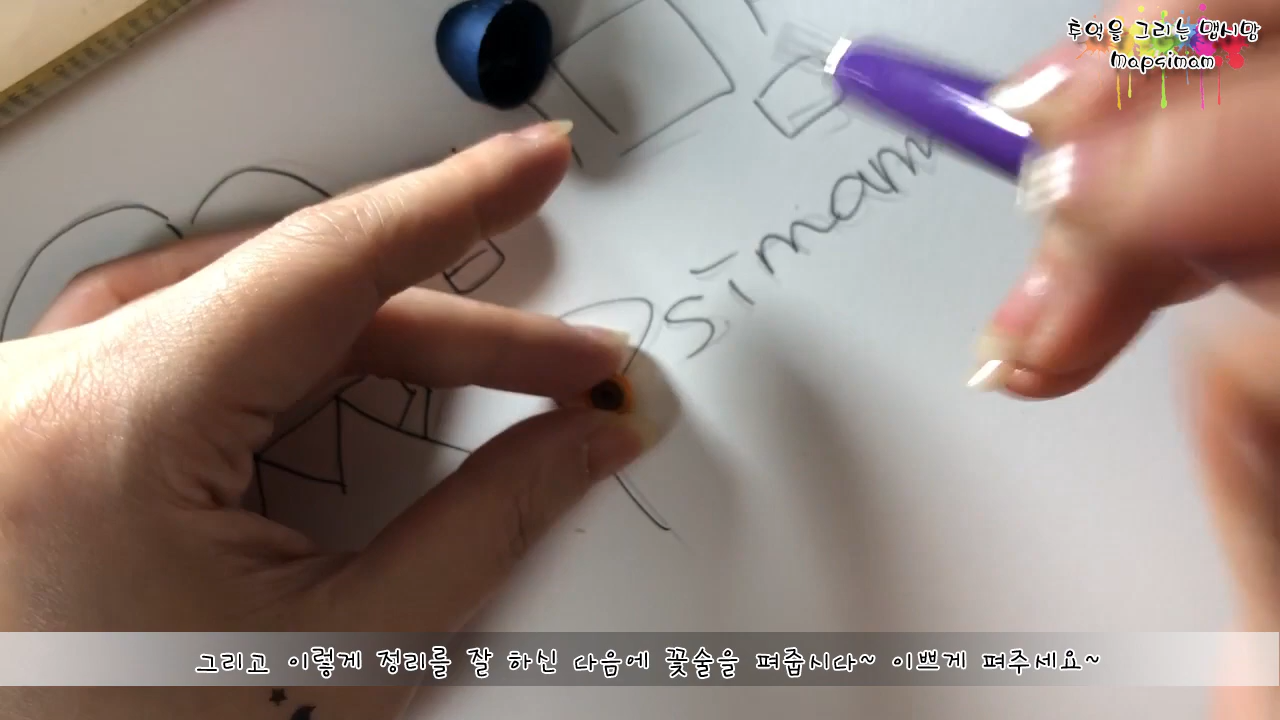 추억을 그리는 맵시맘
Mapsimam
simam
그리고 이렇게 정리를 잘 하신 다음에 꽃술을 펴줍시다~ 이쁘게 펴주세요~